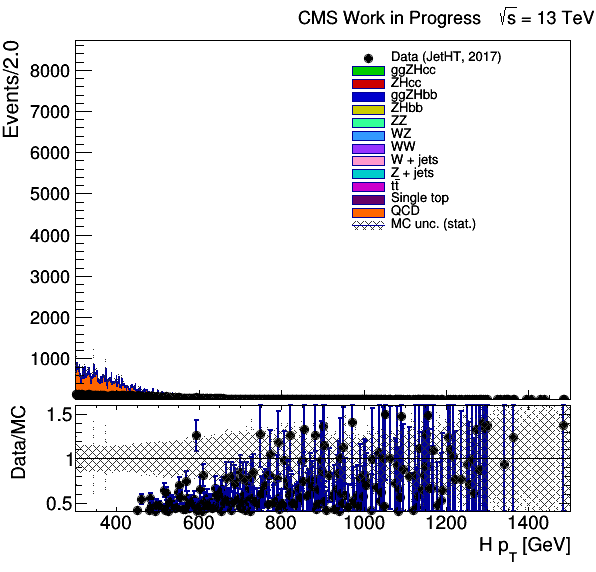 CMS Work in Progress √s = 13 TeV
Events/2.0
8000
7000
6000
5000
4000
3000
2000
1000
Data (JetHT, 2017)
ggZHcc
ZHcc
ggZHbb
ZHbb
ZZ
WZ
WW
W + jets
Z + jets
tt̄
Single top
QCD
MC unc. (stat.)
Data/MC
1.5
1
0.5
400 600 800 1000 1200 1400
H pT [GeV]